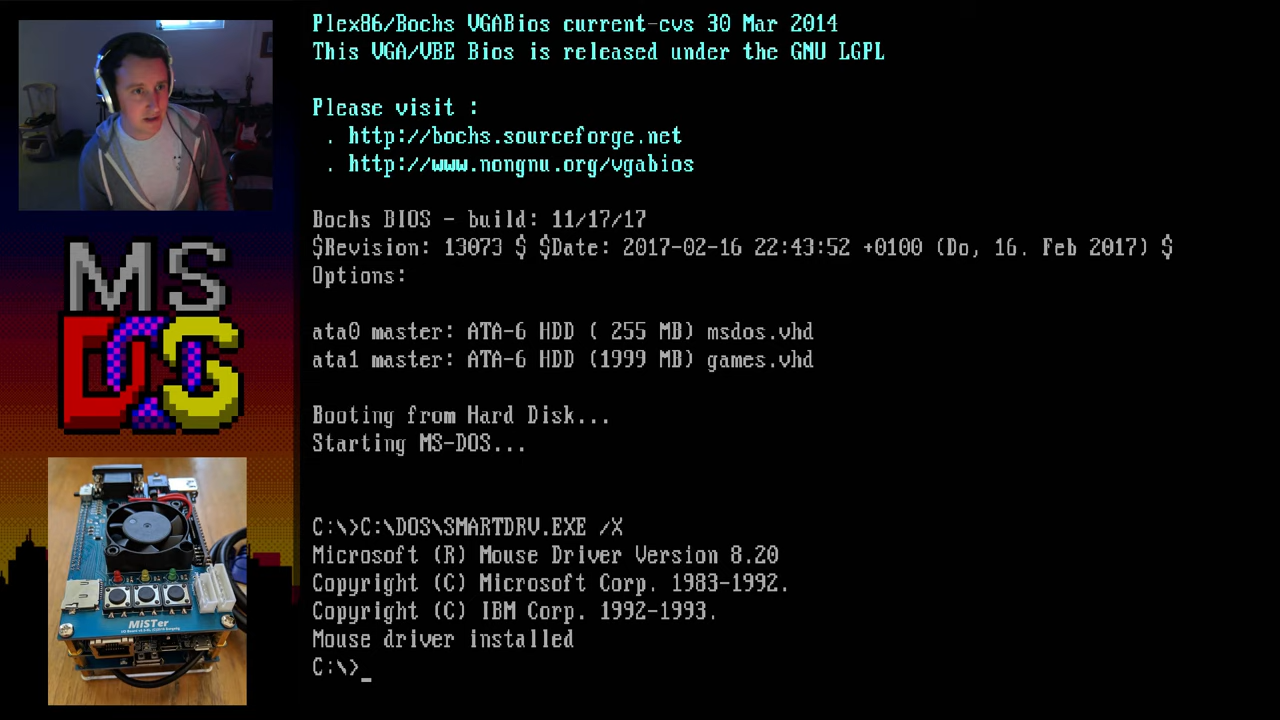 Plex86/Bochs VGABios current-cvs 30 Mar 2014
This VGA/VBE Bios is released under the GNU LGPL
Please visit :
. http://bochs.sourceforge.net
. http://www.nongnu.org/vgabios
Bochs BIOS - build: 11/17/17
$Revision: 13073 $ $Date: 2017-02-16 22:43:52 +0100 (Do, 16. Feb 2017) $
Options:
ata0 master: ATA-6 HDD ( 255 MB) msdos.vhd
ata1 master: ATA-6 HDD (1999 MB) games.vhd
Booting from Hard Disk...
Starting MS-DOS...
C:\>C:\DOS\SMARTDRV.EXE /X
Microsoft (R) Mouse Driver Version 8.20
Copyright (C) Microsoft Corp. 1983-1992.
Copyright (C) IBM Corp. 1992-1993.
Mouse driver installed
C:\>_
MS
DOS
MiSTer